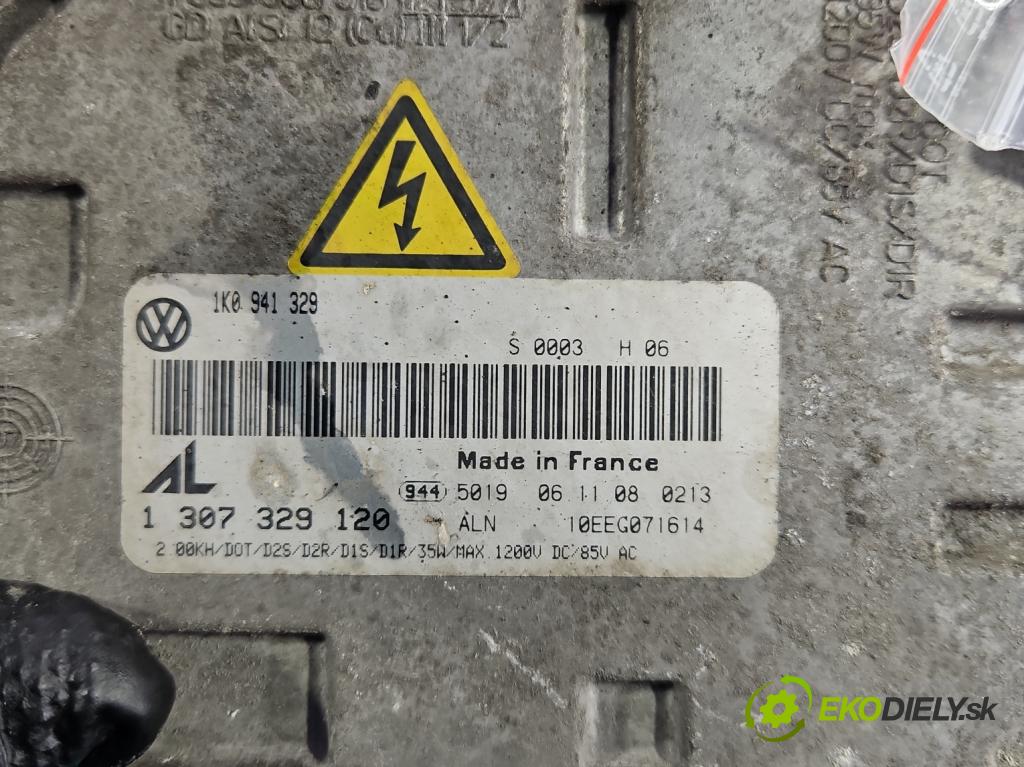 GD AlSi 12 (Cu)
1K0 941 329
S 0003 H 06
AL
Made in France
944 5019 06 11 08 0213
1 307 329 120 ALN 10EEG071614
2.00KH/DOT/D2S/D2R/D1S/D1R/35W/MAX.1200V DC/85V AC
EKODIELY.sk